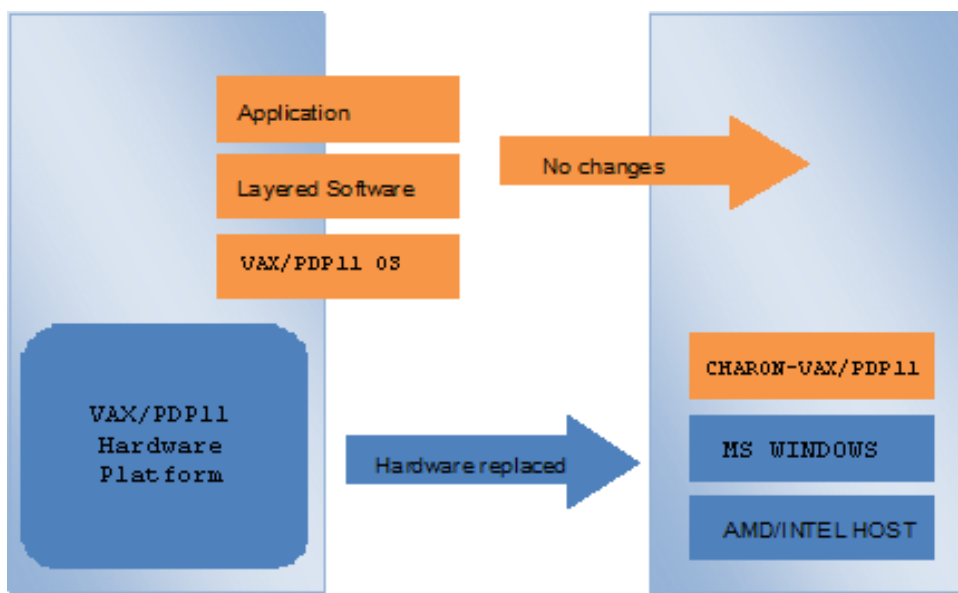 Application
Layered Software
VAX/PDP11 OS
VAX/PDP11
Hardware
Platform
No changes
Hardware replaced
CHARON-VAX/PDP11
MS WINDOWS
AMD/INTEL HOST